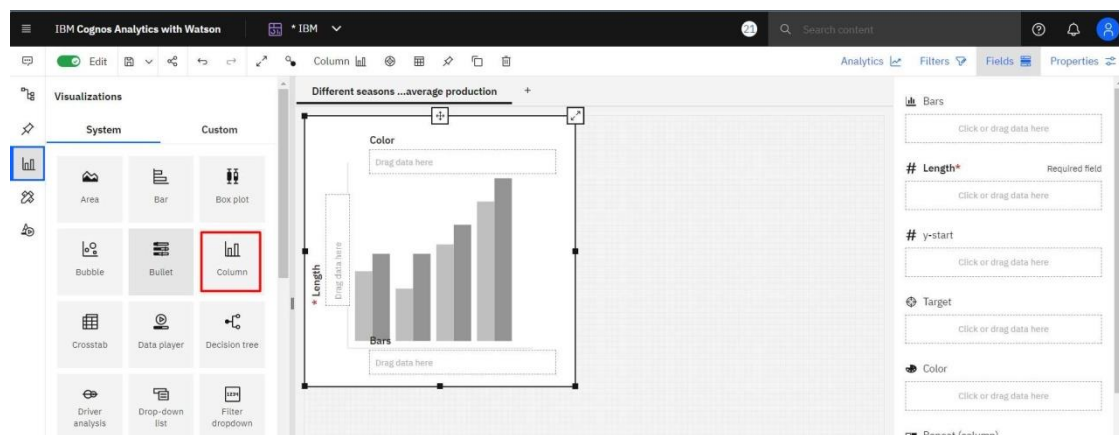 IBM Cognos Analytics with Watson
* IBM
21
Search content
Edit
Column
Analytics
Filters
Fields
Properties
Visualizations
System
Custom
Area
Bar
Box plot
Bubble
Bullet
Column
Crosstab
Data player
Decision tree
Driver
analysis
Drop-down
list
Filter
dropdown
Different seasons ...average production
+
Color
Drag data here
* Length
Drag data here
Bars
Drag data here
Bars
Click or drag data here
# Length*
Required field
Click or drag data here
# y-start
Click or drag data here
Target
Click or drag data here
Color
Click or drag data here
Repeat (column)